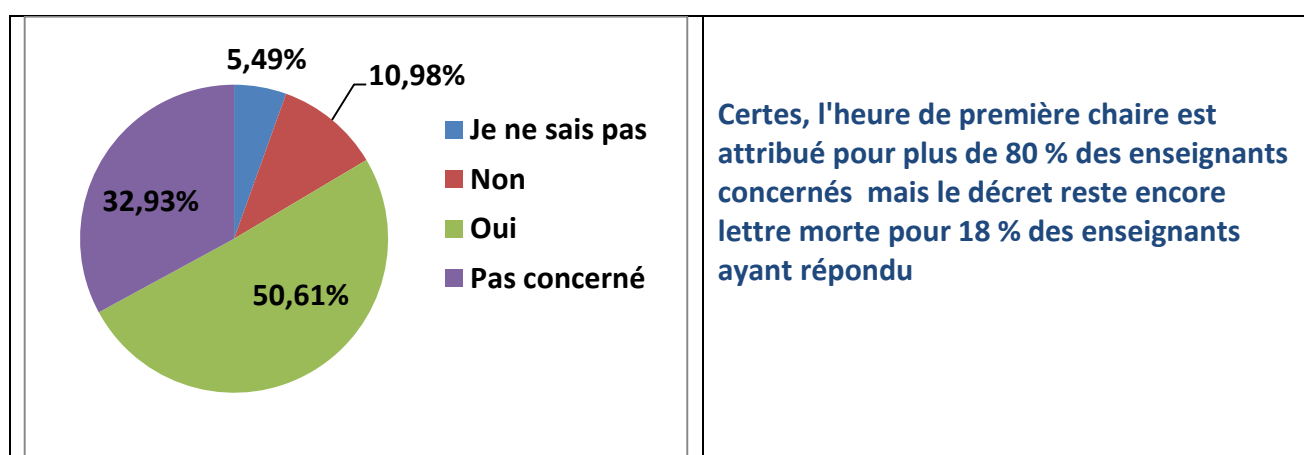 5,49%
10,98%
32,93%
50,61%
Je ne sais pas
Non
Oui
Pas concerné
Certes, l'heure de première chaire est
attribué pour plus de 80 % des enseignants
concernés mais le décret reste encore
lettre morte pour 18 % des enseignants
ayant répondu